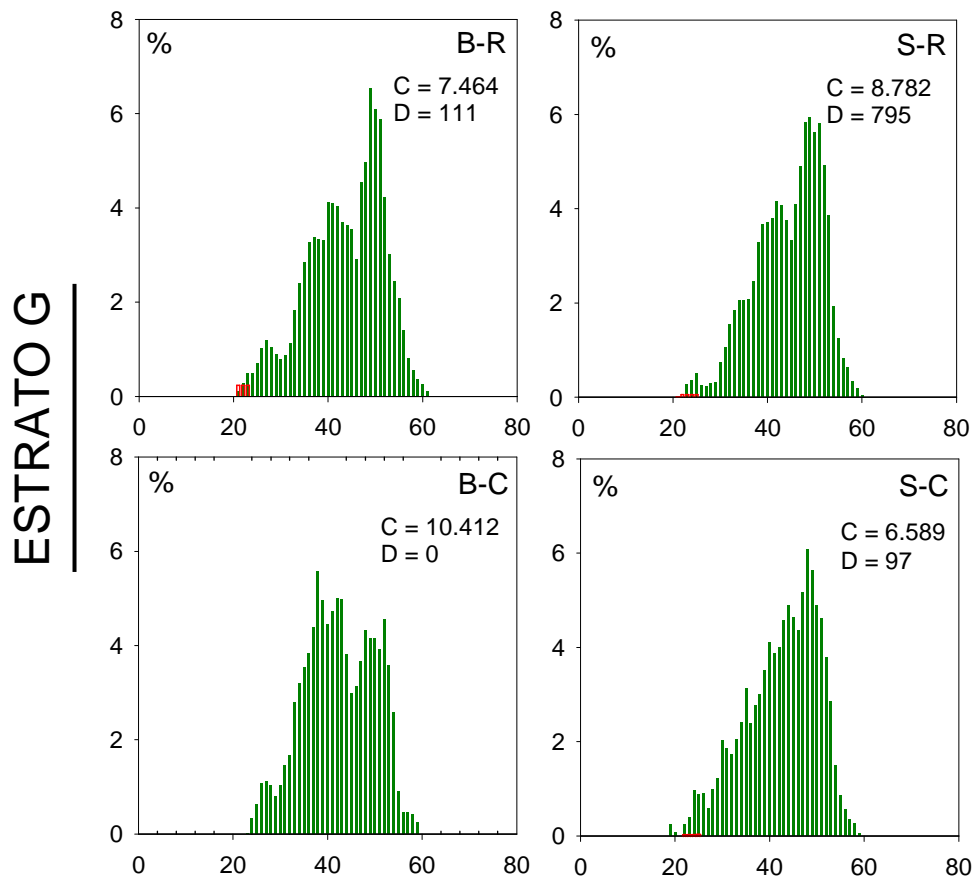 ESTRATO G
8
% B-R
C = 7.464
6
D = 111
4
2
0
0 20 40 60 80
8
% S-R
C = 8.782
6
D = 795
4
2
0
0 20 40 60 80
8
% B-C
C = 10.412
6
D = 0
4
2
0
0 20 40 60 80
8
% S-C
C = 6.589
6
D = 97
4
2
0
0 20 40 60 80